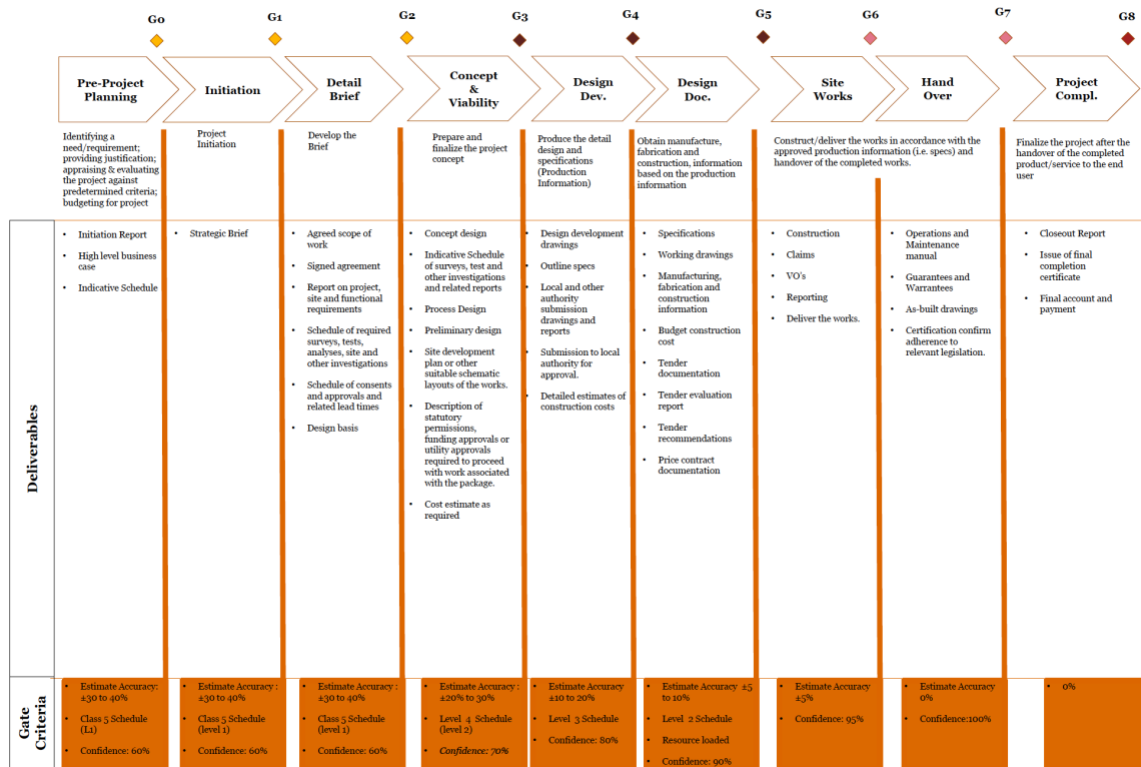 G0
G1
G2
G3
G4
G5
G6
G7
G8
Pre-Project
Planning
Initiation
Detail
Brief
Concept
&
Viability
Design
Dev.
Design
Doc.
Site
Works
Hand
Over
Project
Compl.
Identifying a
need/requirement;
providing justification;
appraising & evaluating
the project against
predetermined criteria;
budgeting for project
Project
Initiation
Develop the
Brief
Prepare and
finalize the project
concept
Produce the detail
design and
specifications
(Production
Information)
Obtain manufacture,
fabrication and
construction, information
based on the production
information
Construct/deliver the works in accordance with the
approved production information (i.e. specs) and
handover of the completed works.
Finalize the project after the
handover of the completed
product/service to the end
user
Deliverables
• Initiation Report
• High level business
case
• Indicative Schedule
• Strategic Brief
• Agreed scope of
work
• Signed agreement
• Report on project,
site and functional
requirements
• Schedule of required
surveys, tests,
analyses, site and
other investigations
• Schedule of consents
and approvals and
related lead times
• Design basis
• Concept design
• Indicative Schedule
of surveys, test and
other investigations
and related reports
• Process Design
• Preliminary design
• Site development
plan or other
suitable schematic
layouts of the works.
• Description of
statutory
permissions,
funding approvals or
utility approvals
required to proceed
with work associated
with the package.
• Cost estimate as
required
• Design development
drawings
• Outline specs
• Local and other
authority
submission
drawings and
reports
• Submission to local
authority for
approval.
• Detailed estimates of
construction costs
• Specifications
• Working drawings
• Manufacturing,
fabrication and
construction
information
• Budget construction
cost
• Tender
documentation
• Tender evaluation
report
• Tender
recommendations
• Price contract
documentation
• Construction
• Claims
• VO's
• Reporting
• Deliver the works.
• Operations and
Maintenance
manual
• Guarantees and
Warrantees
• As-built drawings
• Certification confirm
adherence to
relevant legislation.
• Closeout Report
• Issue of final
completion
certificate
• Final account and
payment
Gate
Criteria
• Estimate Accuracy:
±30 to 40%
• Class 5 Schedule
(L1)
• Confidence: 60%
• Estimate Accuracy :
±30 to 40%
• Class 5 Schedule
(level 1)
• Confidence: 60%
• Estimate Accuracy :
±30 to 40%
• Class 5 Schedule
(level 1)
• Confidence: 60%
• Estimate Accuracy :
±20% to 30%
• Level 4 Schedule
(level 2)
• Confidence: 70%
• Estimate Accuracy :
±10 to 20%
• Level 3 Schedule
• Confidence: 80%
• Estimate Accuracy ±5
to 10%
• Level 2 Schedule
• Resource loaded
• Confidence: 90%
• Estimate Accuracy
±5%
• Confidence: 95%
• Estimate Accuracy
0%
• Confidence:100%
• 0%